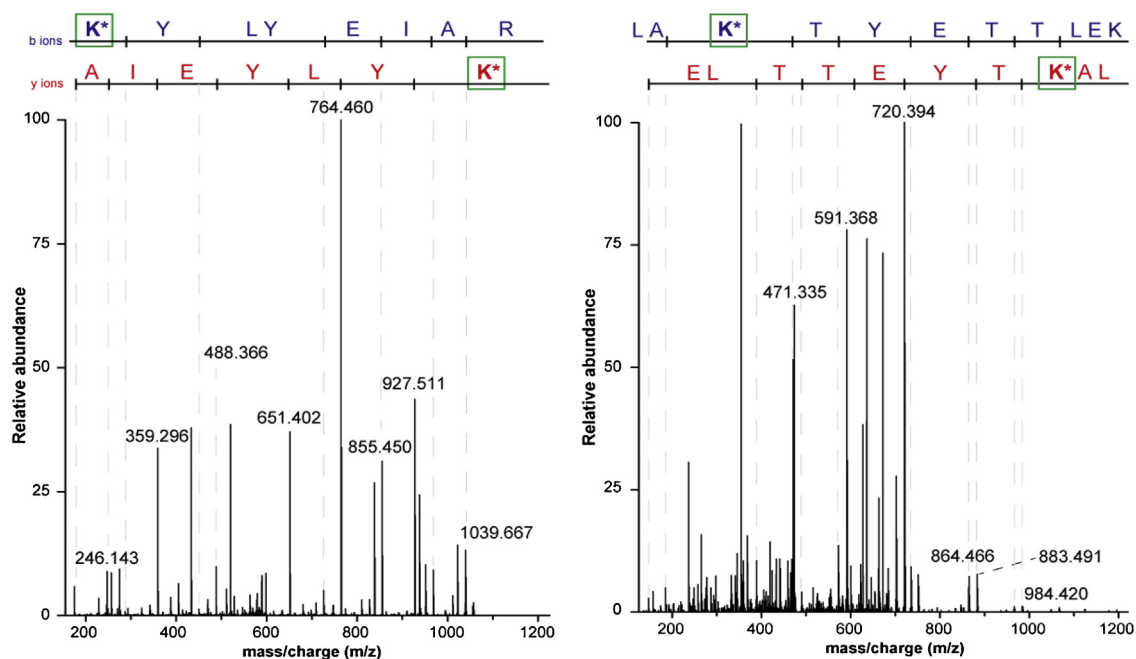 b ions K* Y LY E I A R
y ions A I E Y L Y K*
100
75
50
25
0
Relative abundance
764.460
488.366
927.511
651.402
359.296
855.450
1039.667
246.143
200 400 600 800 1000 1200
mass/charge (m/z)
LA K* T Y E T T LEK
EL T T E Y T K* AL
100
75
50
25
0
Relative abundance
720.394
591.368
471.335
864.466
883.491
984.420
200 400 600 800 1000 1200
mass/charge (m/z)